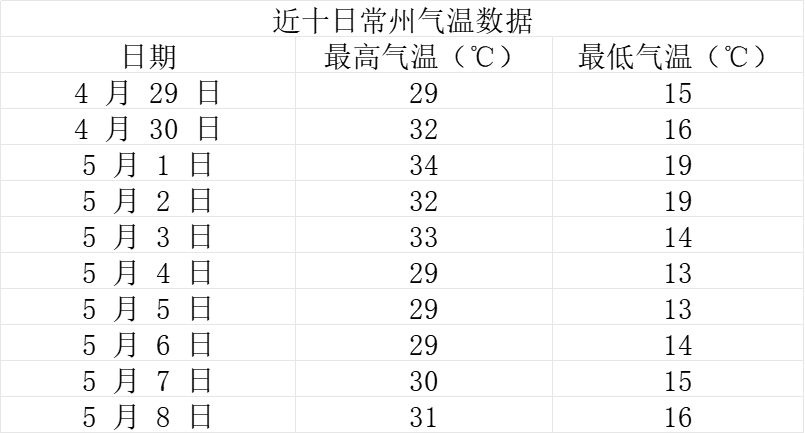 近十日常州气温数据
日期 最高气温（℃） 最低气温（℃）
4 月 29 日 29 15
4 月 30 日 32 16
5 月 1 日 34 19
5 月 2 日 32 19
5 月 3 日 33 14
5 月 4 日 29 13
5 月 5 日 29 13
5 月 6 日 29 14
5 月 7 日 30 15
5 月 8 日 31 16